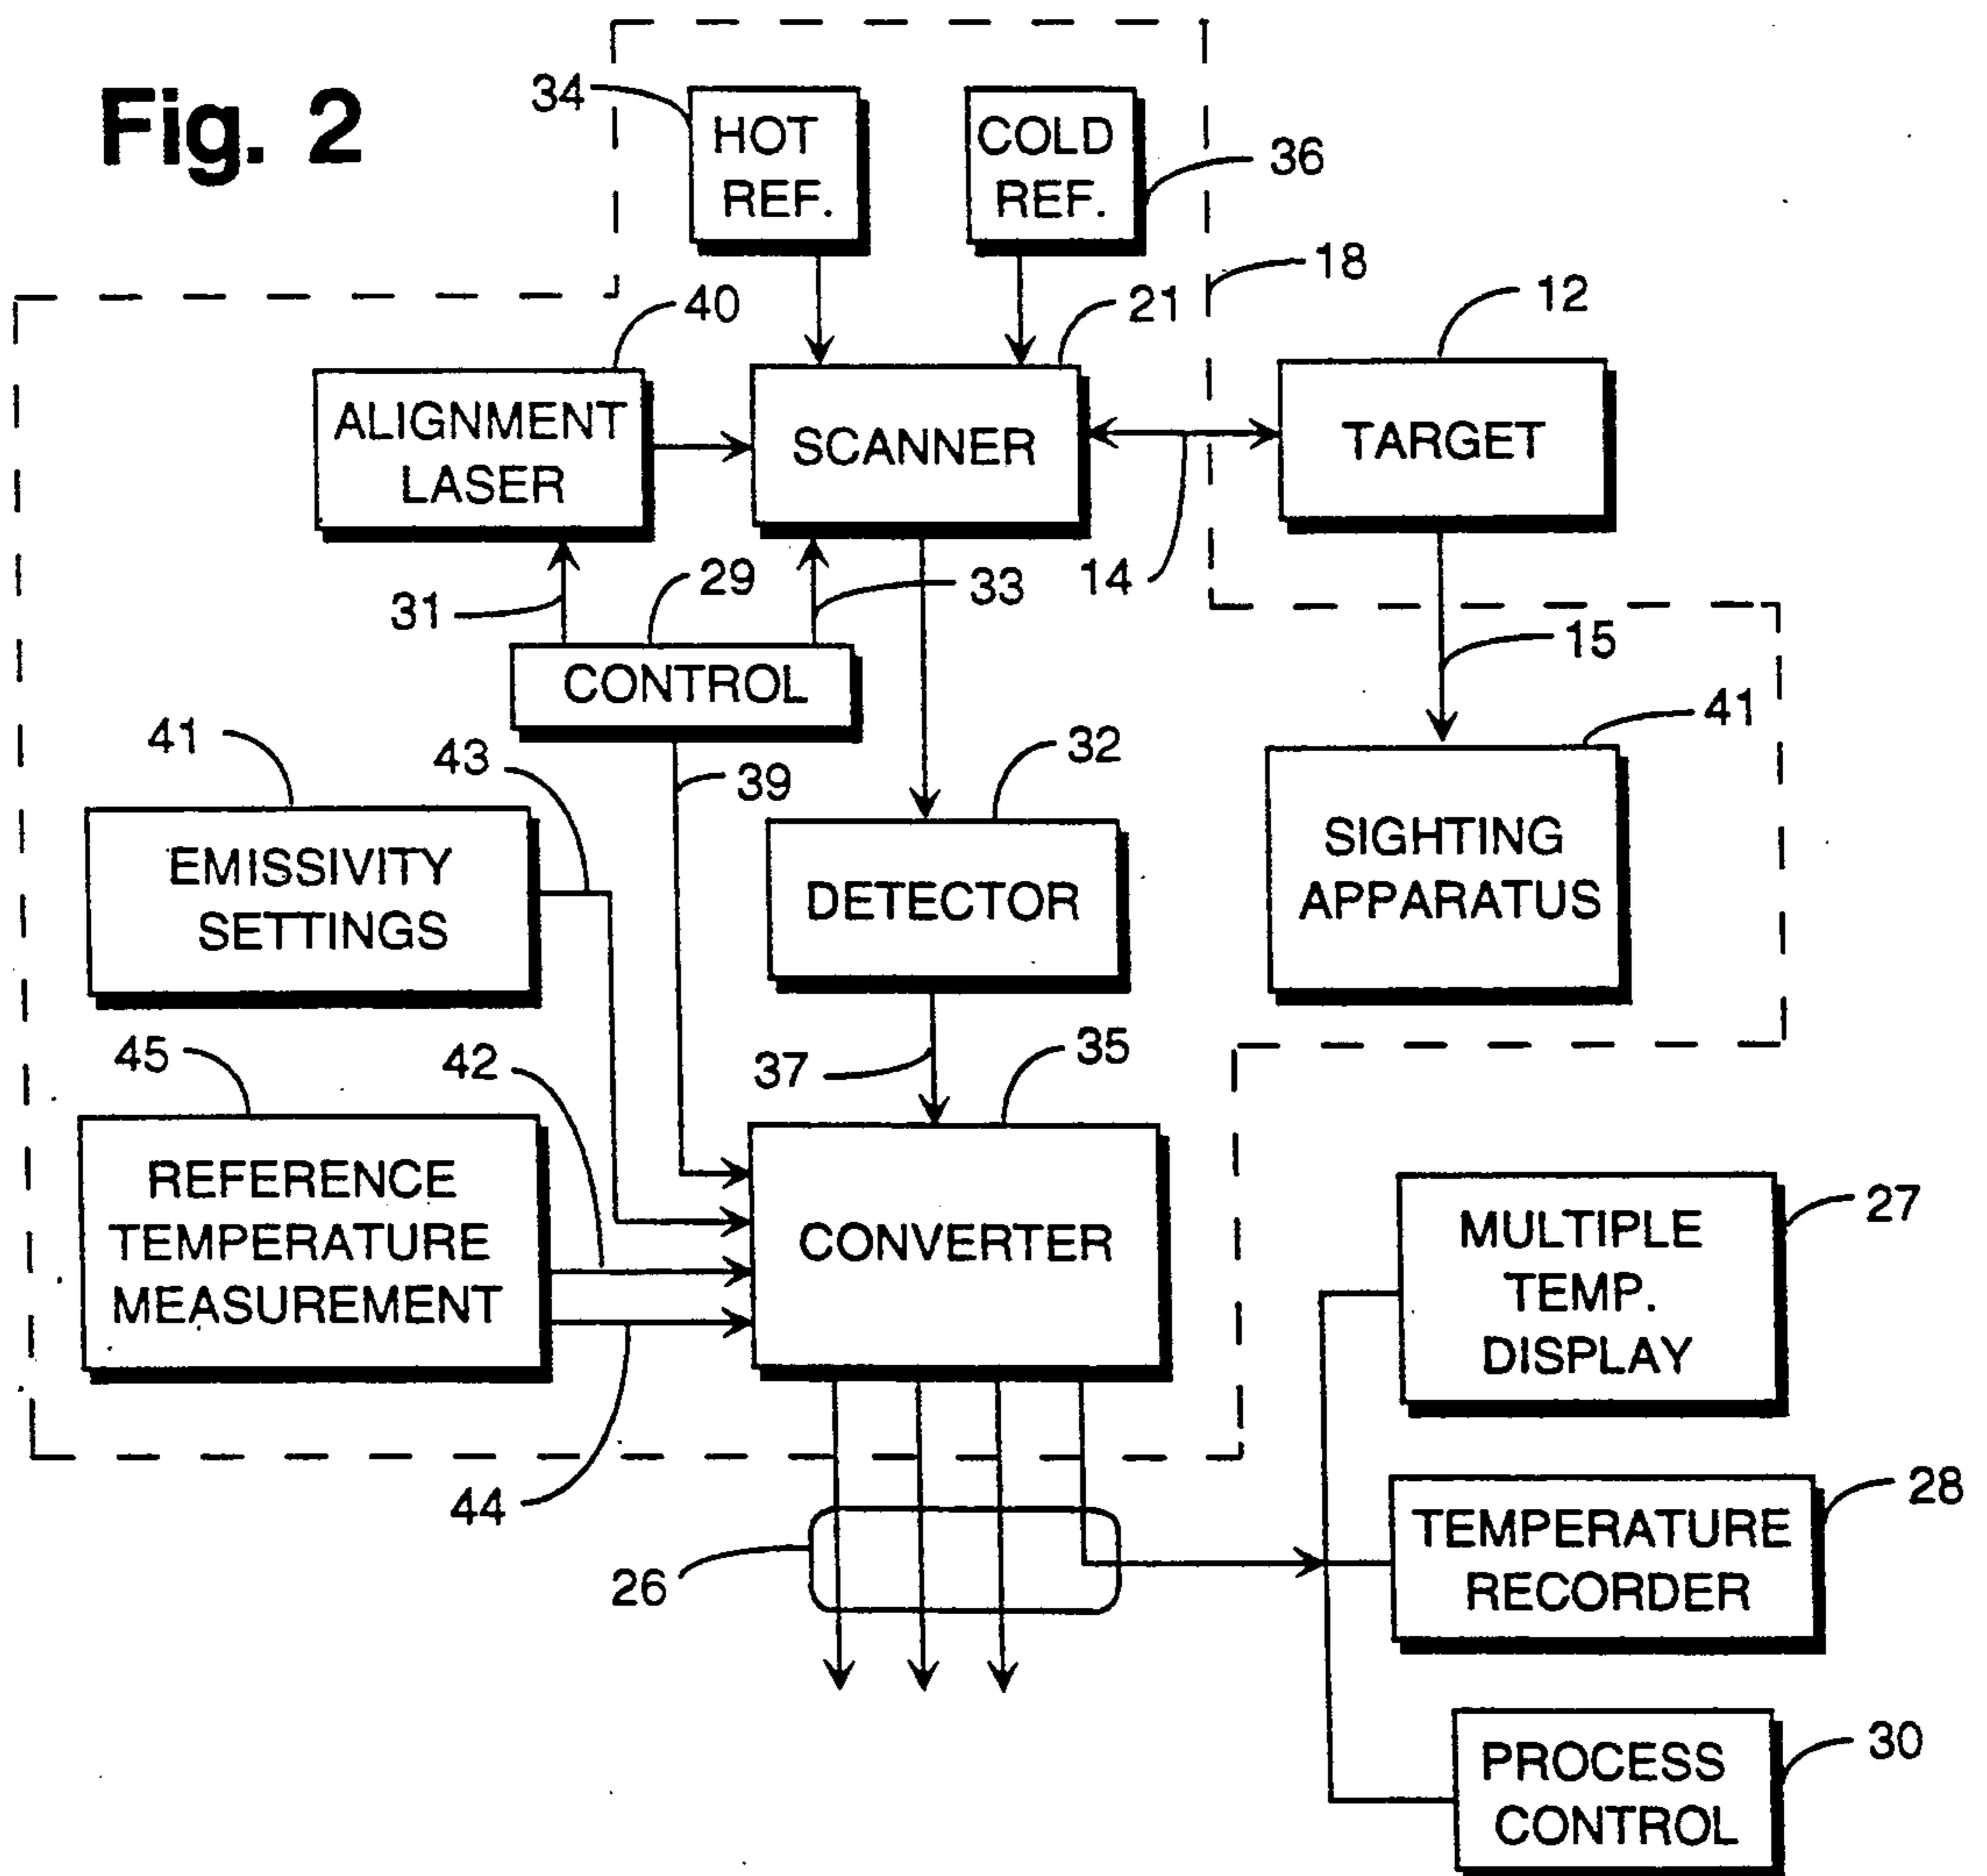 Fig. 2
34
HOT
REF.
COLD
REF.
36
18
40
21
12
ALIGNMENT
LASER
SCANNER
TARGET
14
31
29
33
CONTROL
15
41
43
39
32
41
EMISSIVITY
SETTINGS
DETECTOR
SIGHTING
APPARATUS
45
42
37
35
REFERENCE
TEMPERATURE
MEASUREMENT
CONVERTER
MULTIPLE
TEMP.
DISPLAY
27
44
26
TEMPERATURE
RECORDER
28
PROCESS
CONTROL
30